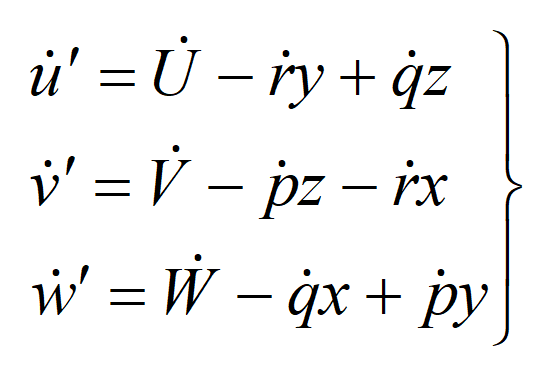 u̇′ = U̇ − ṙy + q̇z
v̇′ = V̇ − ṗz − ṙx
ẇ′ = Ẇ − q̇x + ṗy